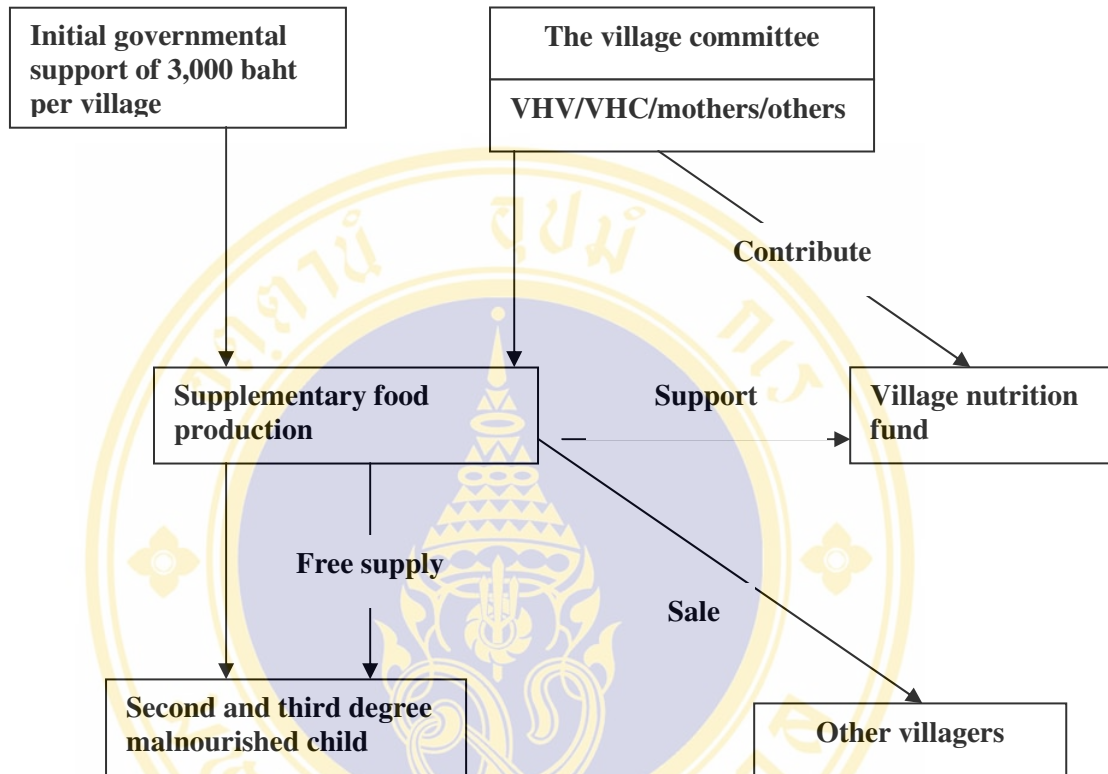 Initial governmental
support of 3,000 baht
per village
The village committee
VHV/VHC/mothers/others
Contribute
Supplementary food
production
Support
Village nutrition
fund
Free supply
Sale
Second and third degree
malnourished child
Other villagers